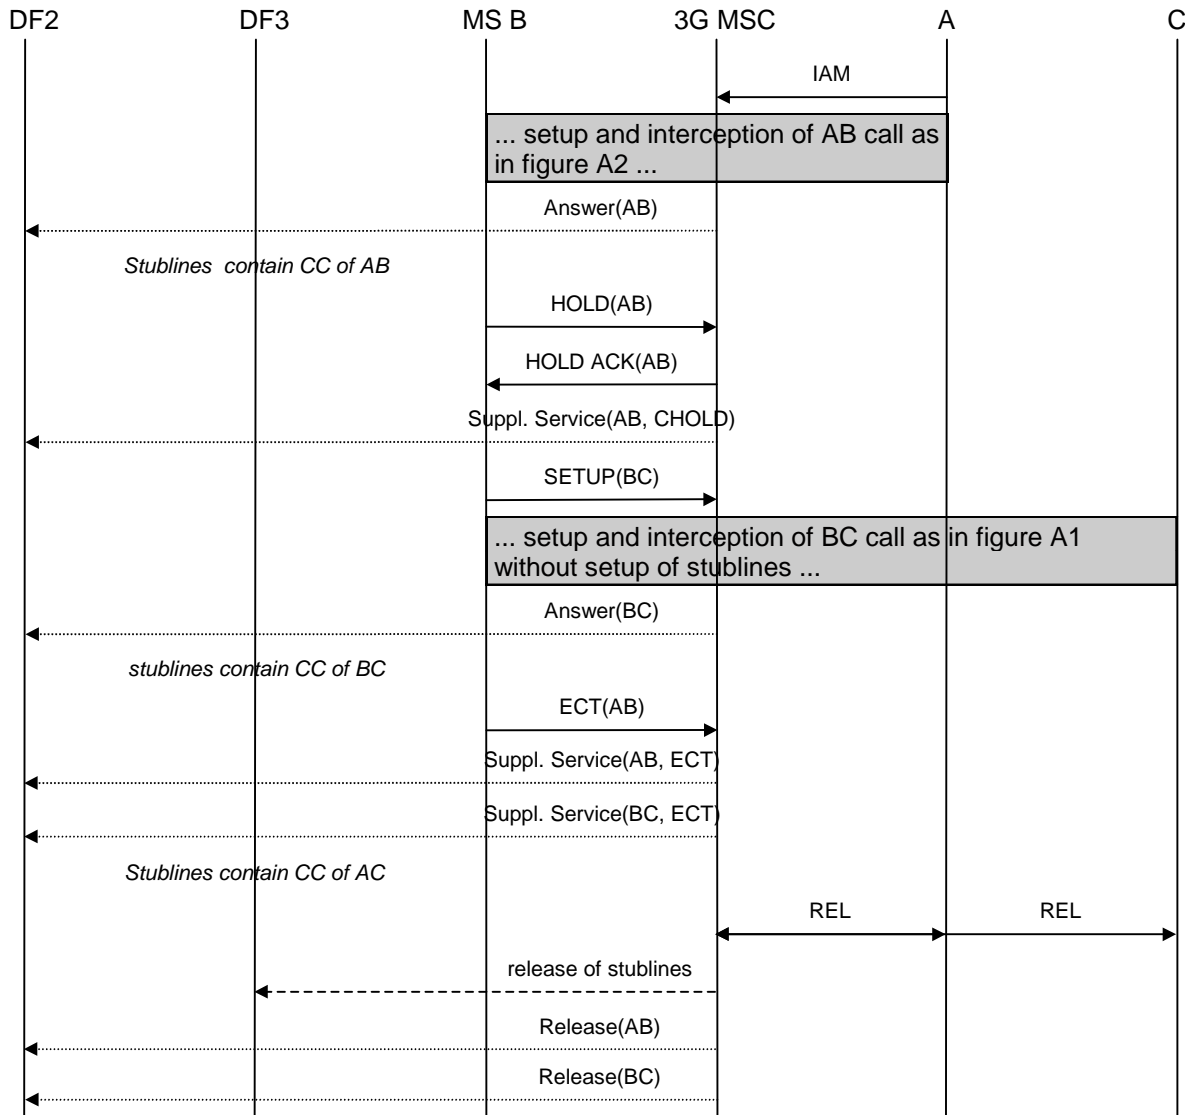 DF2 DF3 MS B 3G MSC A C
IAM
... setup and interception of AB call as
in figure A2 ...
Answer(AB)
Stublines contain CC of AB
HOLD(AB)
HOLD ACK(AB)
Suppl. Service(AB, CHOLD)
SETUP(BC)
... setup and interception of BC call as in figure A1
without setup of stublines ...
Answer(BC)
stublines contain CC of BC
ECT(AB)
Suppl. Service(AB, ECT)
Suppl. Service(BC, ECT)
Stublines contain CC of AC
REL REL
release of stublines
Release(AB)
Release(BC)